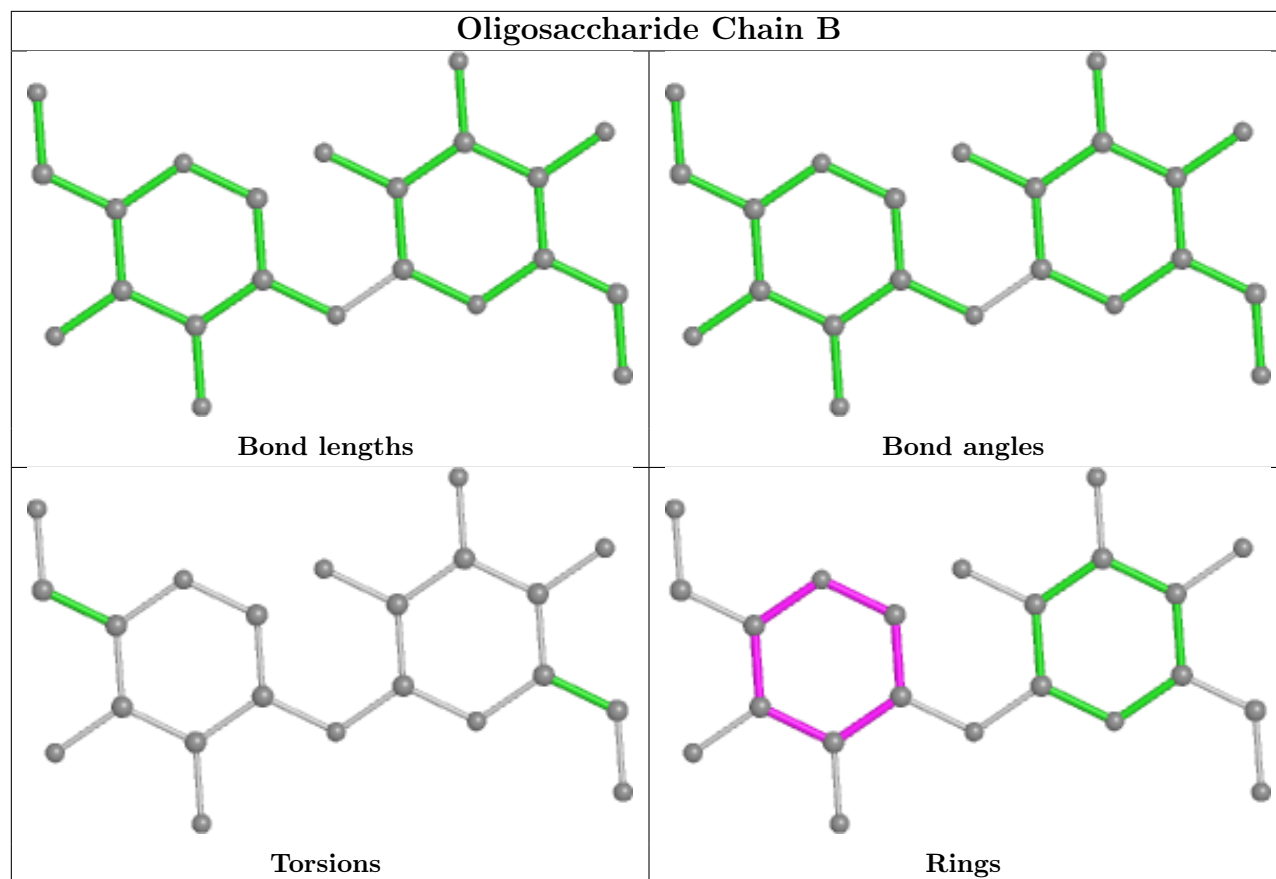 Oligosaccharide Chain B
Bond lengths
Bond angles
Torsions
Rings